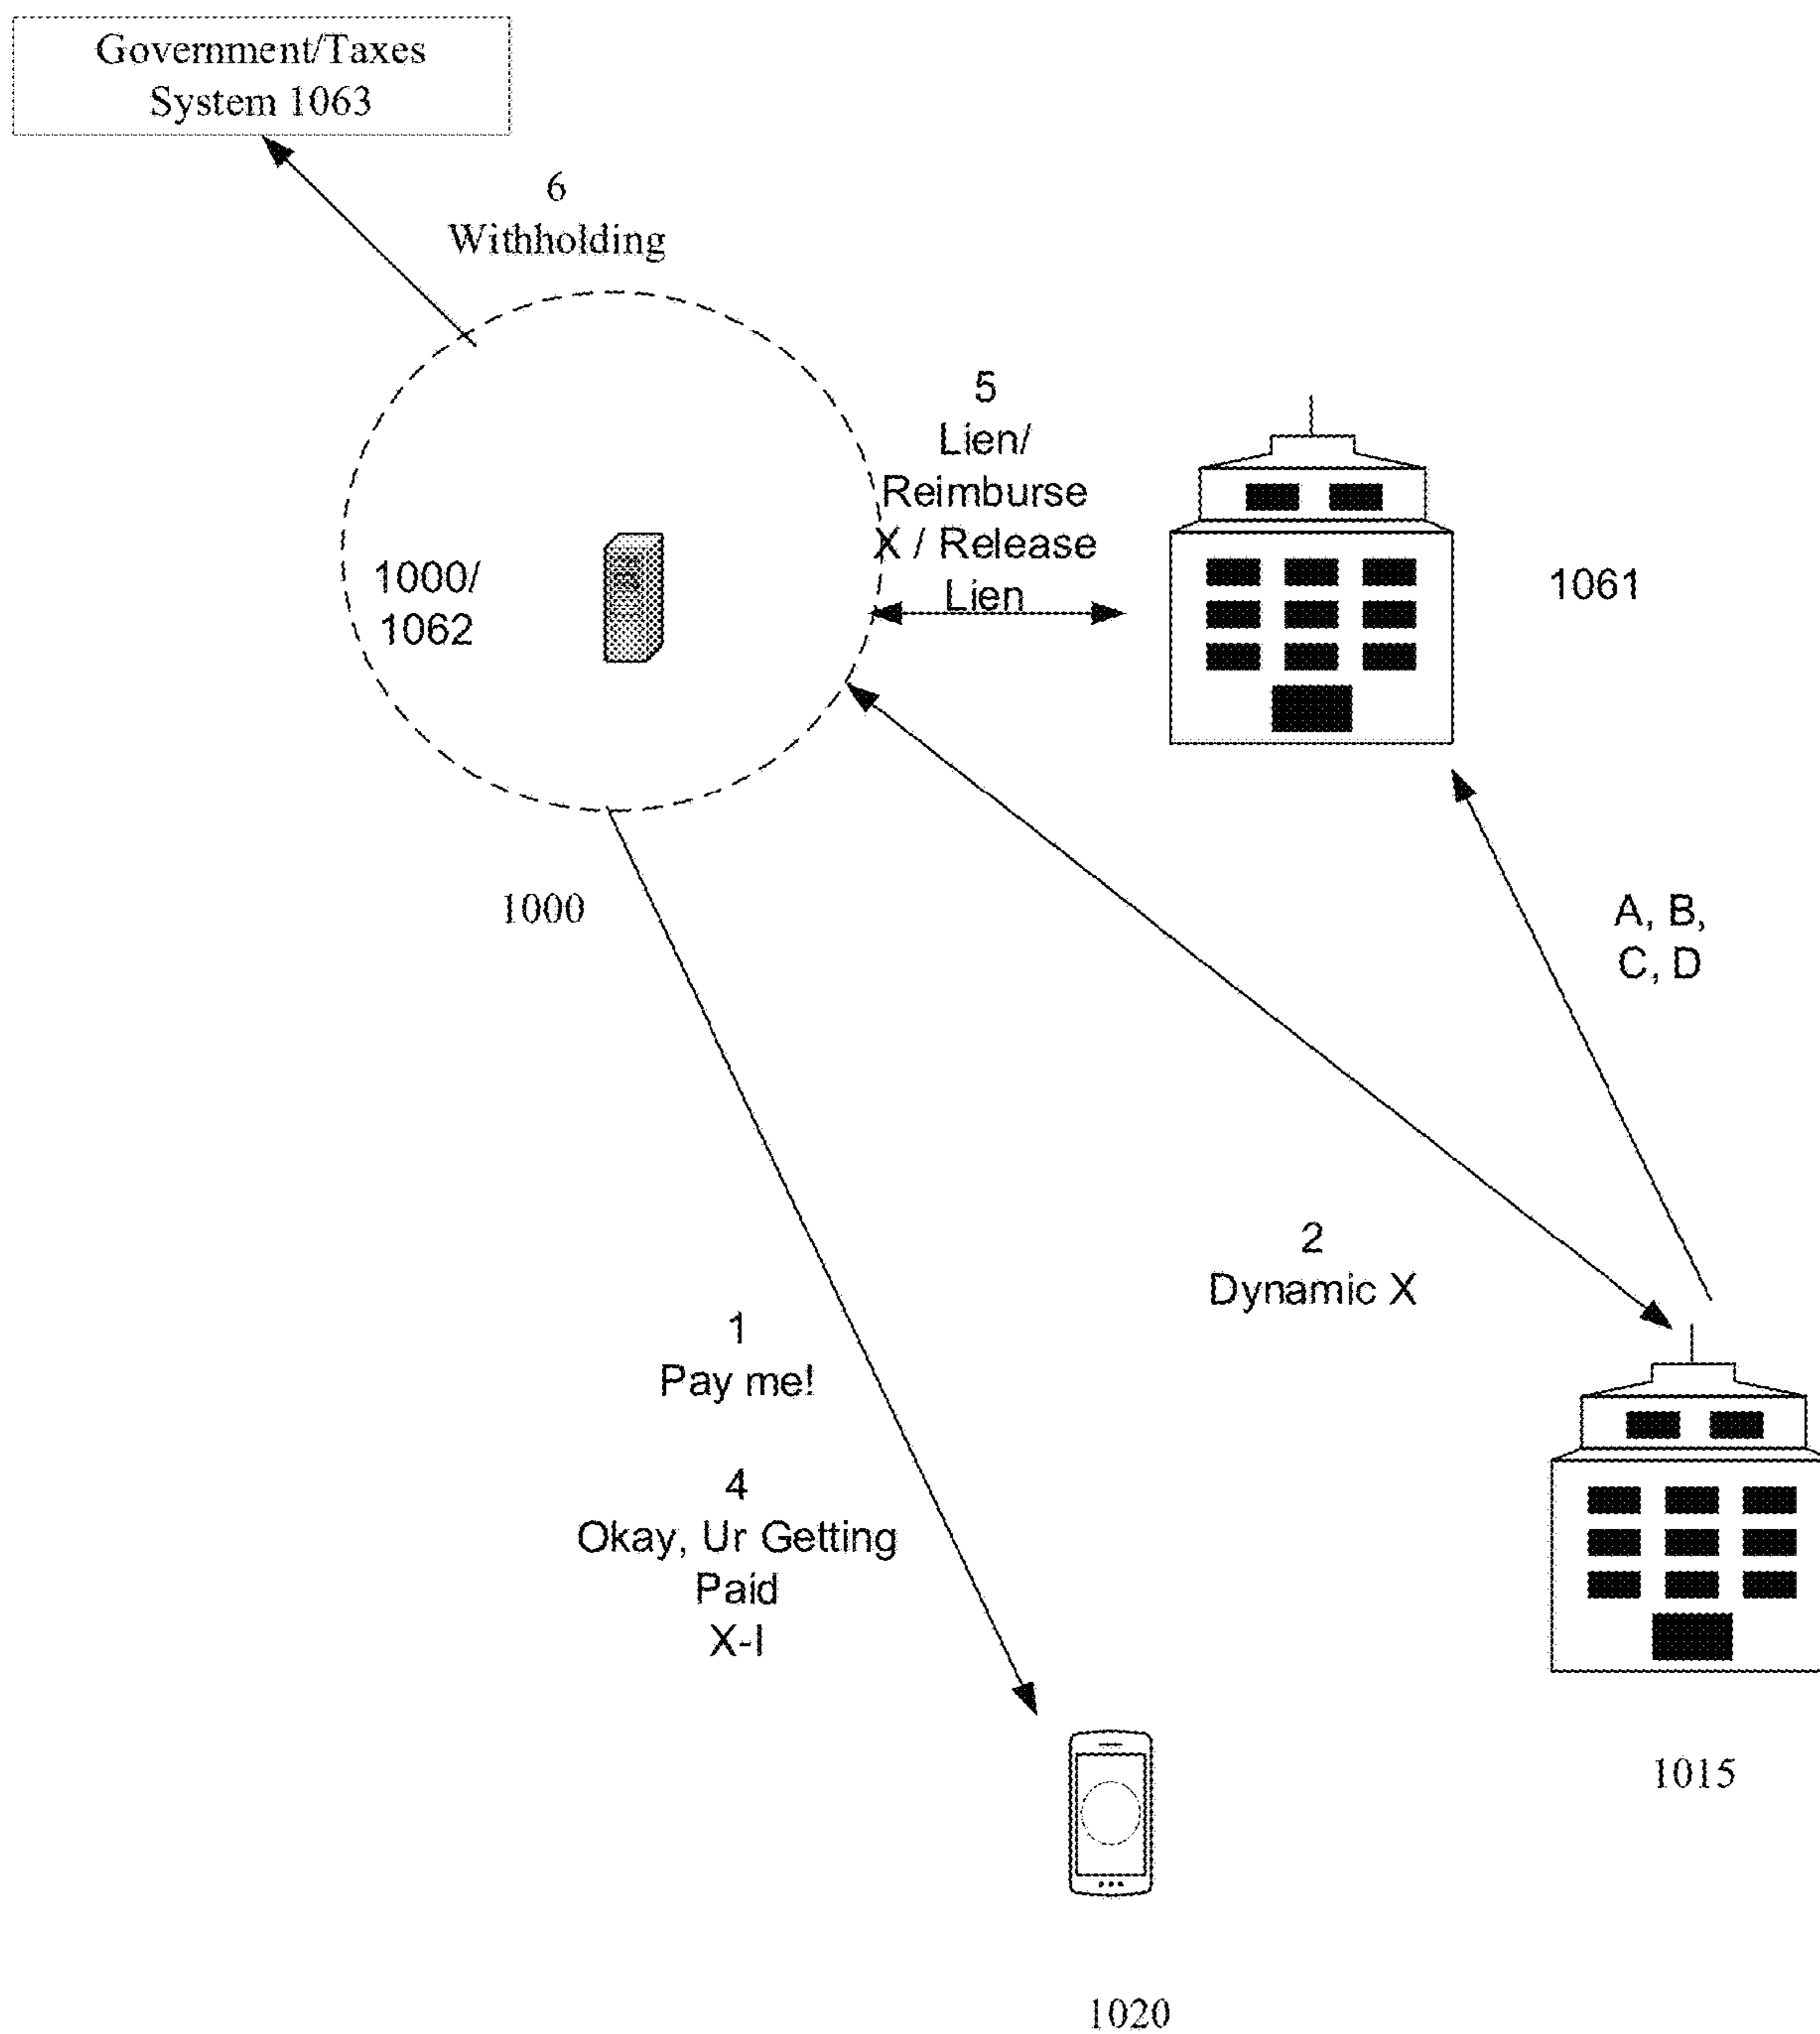 Government/Taxes
System 1063
6
Withholding
5
Lien/
Reimburse
X / Release
Lien
1000/
1062
1061
1000
A, B,
C, D
2
Dynamic X
1
Pay me!
4
Okay, Ur Getting
Paid
X-I
1015
1020